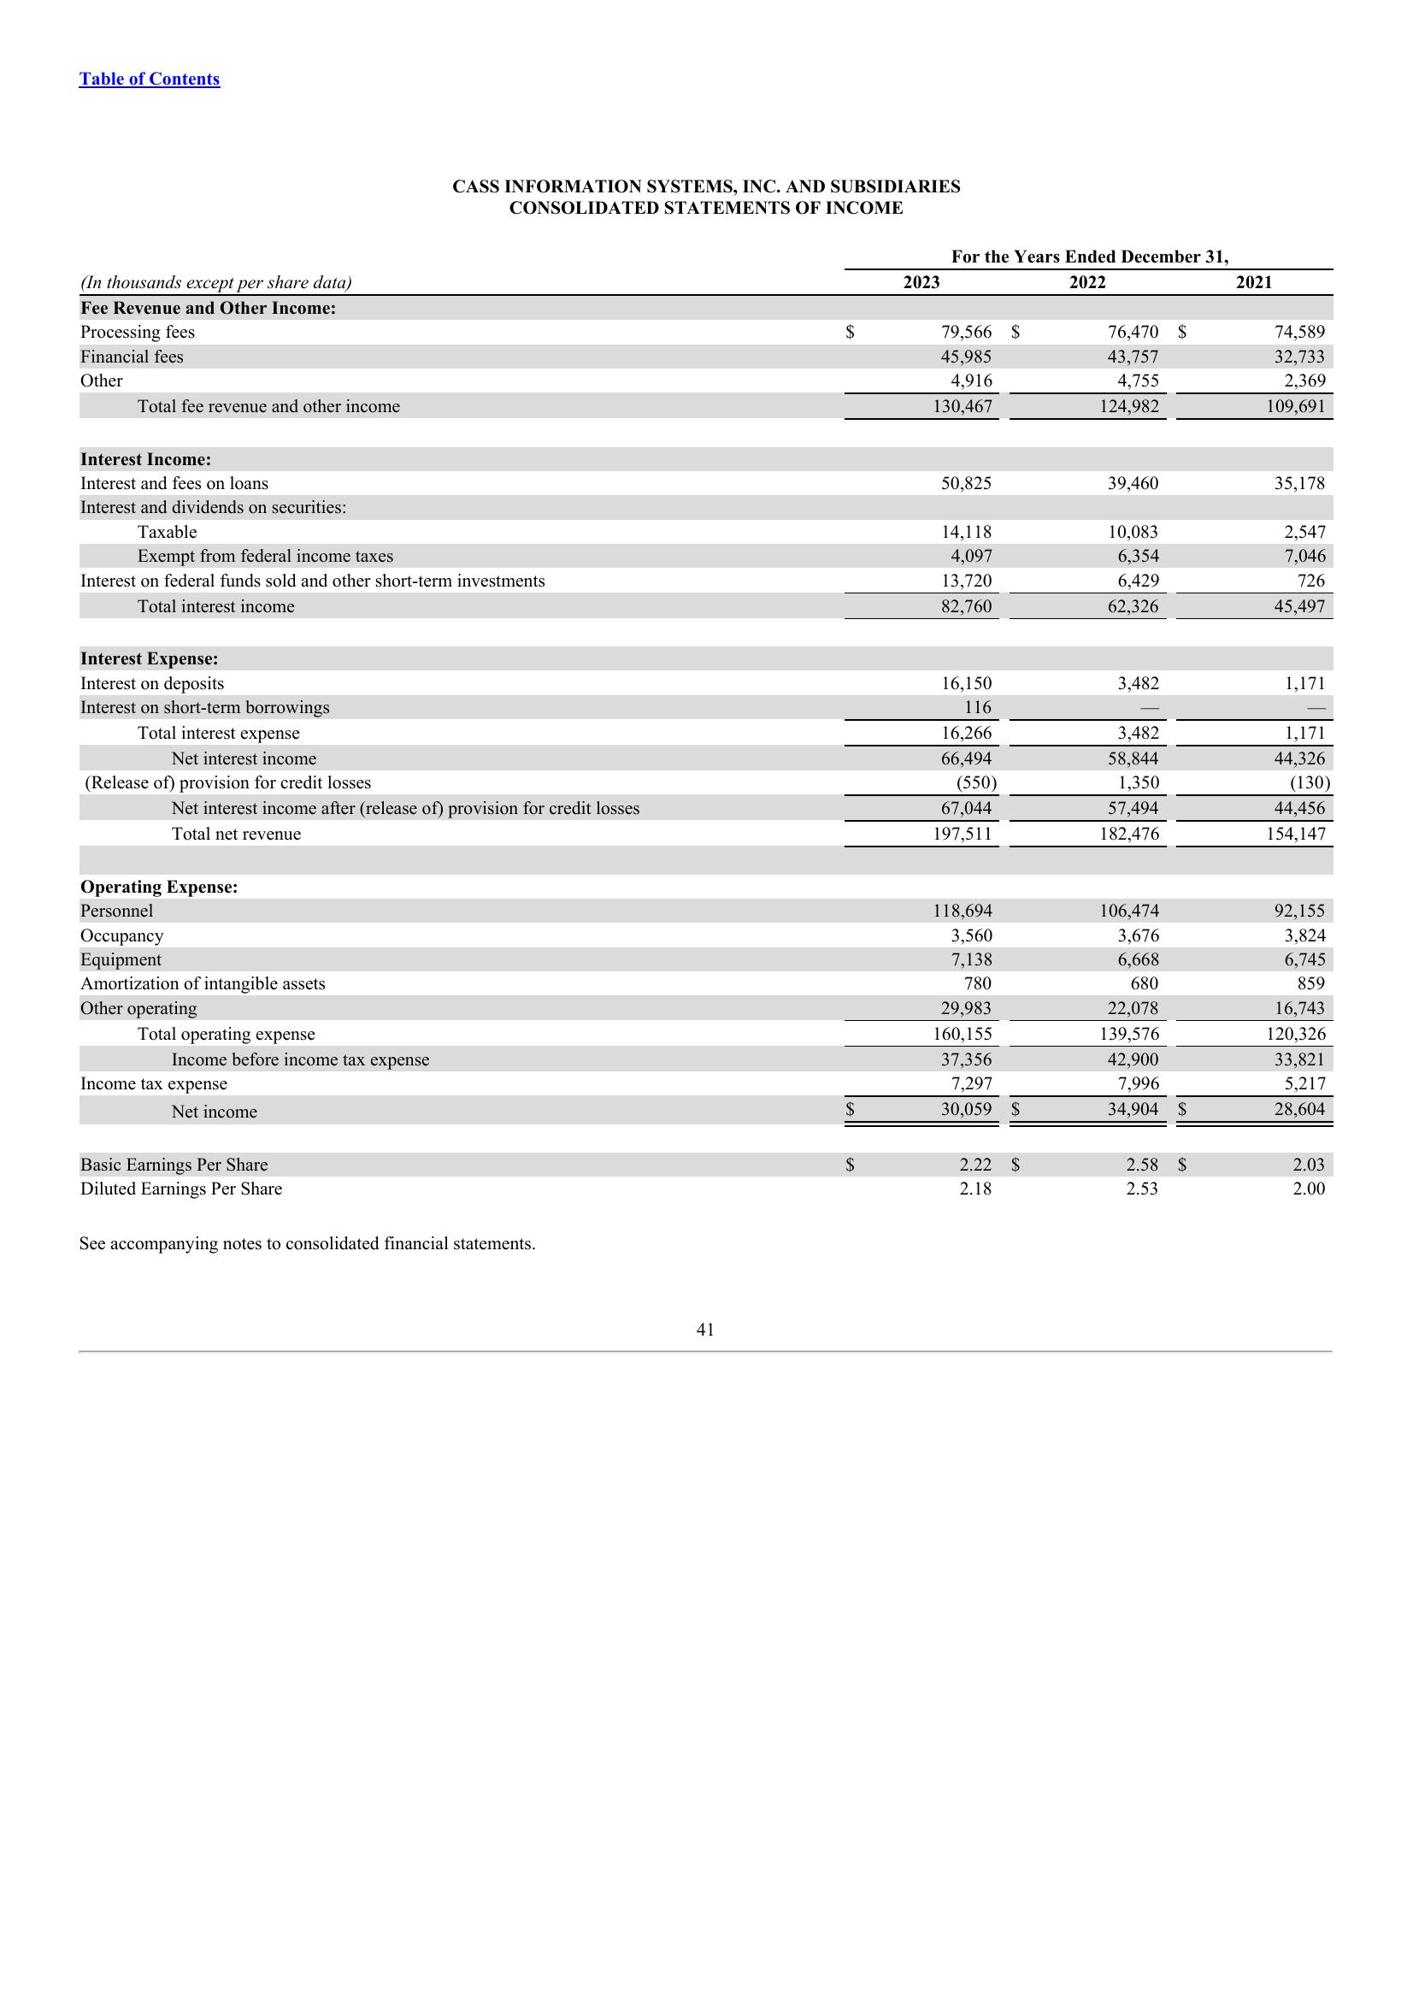 Table of Contents
CASS INFORMATION SYSTEMS, INC. AND SUBSIDIARIES
CONSOLIDATED STATEMENTS OF INCOME
For the Years Ended December 31,
(In thousands except per share data) 2023 2022 2021
Fee Revenue and Other Income:
Processing fees $ 79,566 $ 76,470 $ 74,589
Financial fees 45,985 43,757 32,733
Other 4,916 4,755 2,369
Total fee revenue and other income 130,467 124,982 109,691
Interest Income:
Interest and fees on loans 50,825 39,460 35,178
Interest and dividends on securities:
Taxable 14,118 10,083 2,547
Exempt from federal income taxes 4,097 6,354 7,046
Interest on federal funds sold and other short-term investments 13,720 6,429 726
Total interest income 82,760 62,326 45,497
Interest Expense:
Interest on deposits 16,150 3,482 1,171
Interest on short-term borrowings 116 — —
Total interest expense 16,266 3,482 1,171
Net interest income 66,494 58,844 44,326
(Release of) provision for credit losses (550) 1,350 (130)
Net interest income after (release of) provision for credit losses 67,044 57,494 44,456
Total net revenue 197,511 182,476 154,147
Operating Expense:
Personnel 118,694 106,474 92,155
Occupancy 3,560 3,676 3,824
Equipment 7,138 6,668 6,745
Amortization of intangible assets 780 680 859
Other operating 29,983 22,078 16,743
Total operating expense 160,155 139,576 120,326
Income before income tax expense 37,356 42,900 33,821
Income tax expense 7,297 7,996 5,217
Net income $ 30,059 $ 34,904 $ 28,604
Basic Earnings Per Share $ 2.22 $ 2.58 $ 2.03
Diluted Earnings Per Share 2.18 2.53 2.00
See accompanying notes to consolidated financial statements.
41